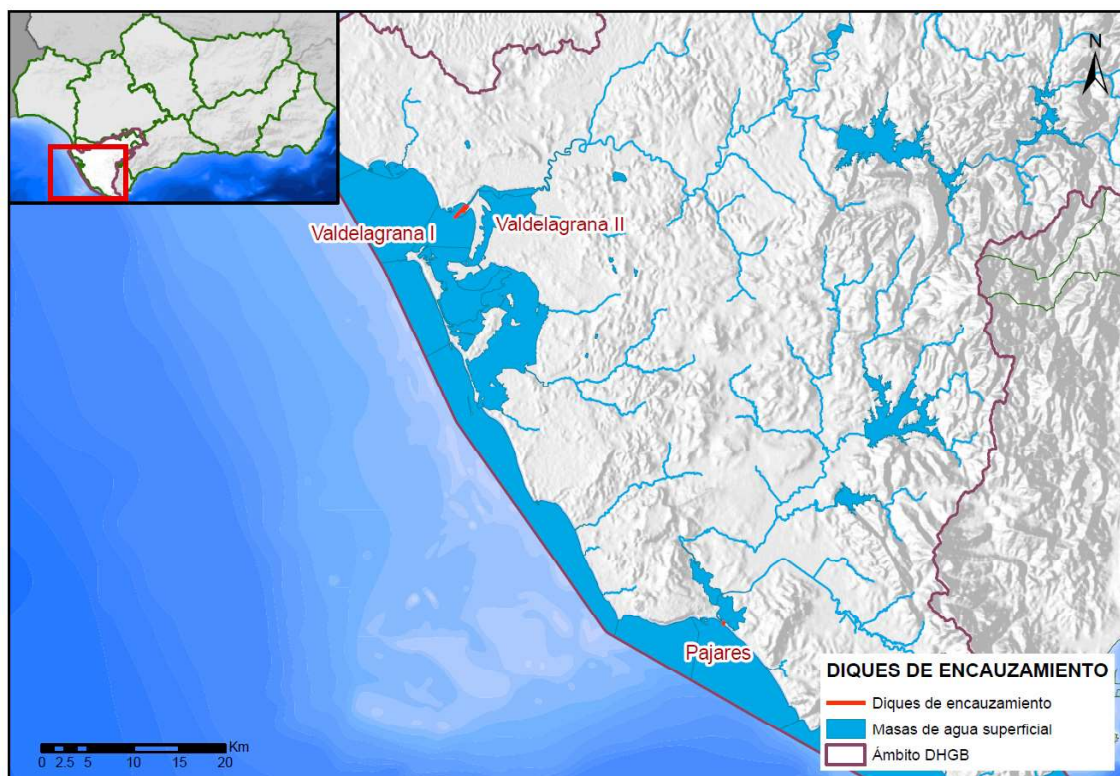 N
Valdelagrana I
Valdelagrana II
Pajares
DIQUES DE ENCAUZAMIENTO
Diques de encauzamiento
Masas de agua superficial
Ámbito DHGB
Km
0 2.5 5 10 15 20